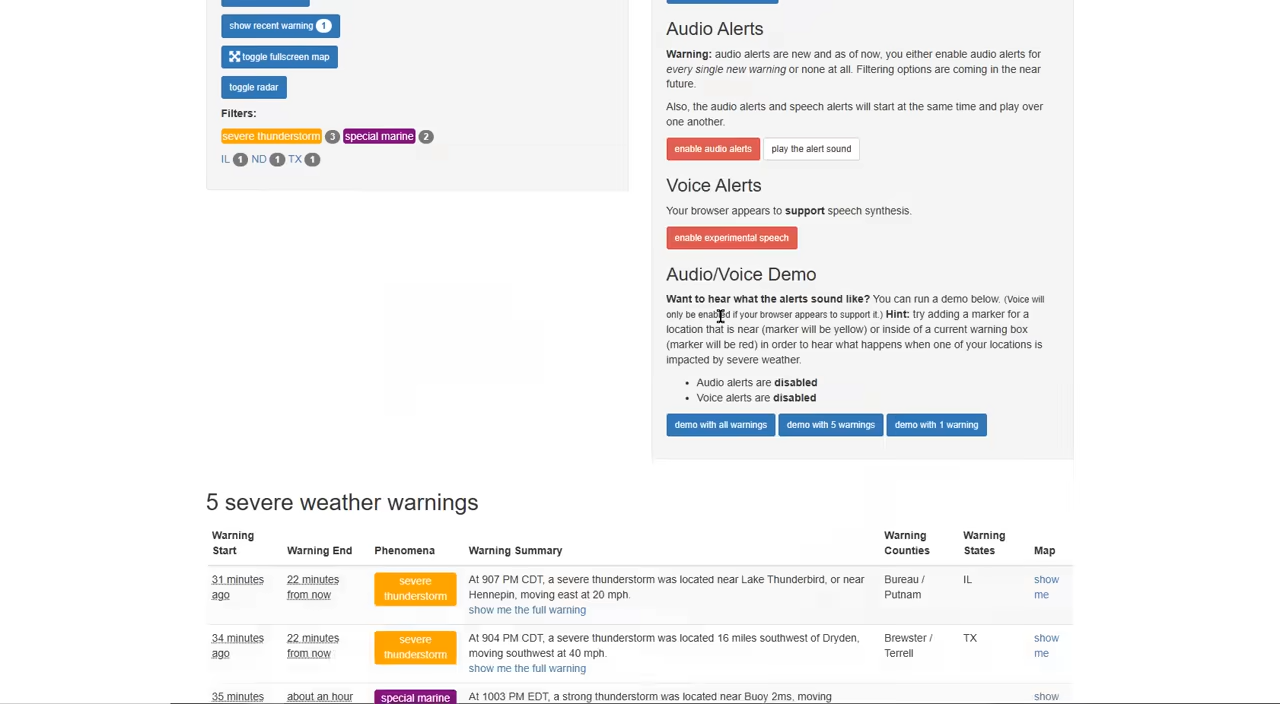 show recent warning 1
toggle fullscreen map
toggle radar
Filters:
severe thunderstorm 3 special marine 2
IL 1 ND 1 TX 1
Audio Alerts
Warning: audio alerts are new and as of now, you either enable audio alerts for
every single new warning or none at all. Filtering options are coming in the near
future.
Also, the audio alerts and speech alerts will start at the same time and play over
one another.
enable audio alerts play the alert sound
Voice Alerts
Your browser appears to support speech synthesis.
enable experimental speech
Audio/Voice Demo
Want to hear what the alerts sound like? You can run a demo below. (Voice will
only be enabled if your browser appears to support it.) Hint: try adding a marker for a
location that is near (marker will be yellow) or inside of a current warning box
(marker will be red) in order to hear what happens when one of your locations is
impacted by severe weather.
• Audio alerts are disabled
• Voice alerts are disabled
demo with all warnings demo with 5 warnings demo with 1 warning
5 severe weather warnings
Warning Start Warning End Phenomena Warning Summary Warning Counties Warning States Map
31 minutes ago 22 minutes from now severe thunderstorm At 907 PM CDT, a severe thunderstorm was located near Lake Thunderbird, or near
Hennepin, moving east at 20 mph.
show me the full warning
Bureau / Putnam IL show me
34 minutes ago 22 minutes from now severe thunderstorm At 904 PM CDT, a severe thunderstorm was located 16 miles southwest of Dryden,
moving southwest at 40 mph.
show me the full warning
Brewster / Terrell TX show me
35 minutes about an hour special marine At 1003 PM EDT, a strong thunderstorm was located near Buoy 2ms, moving show